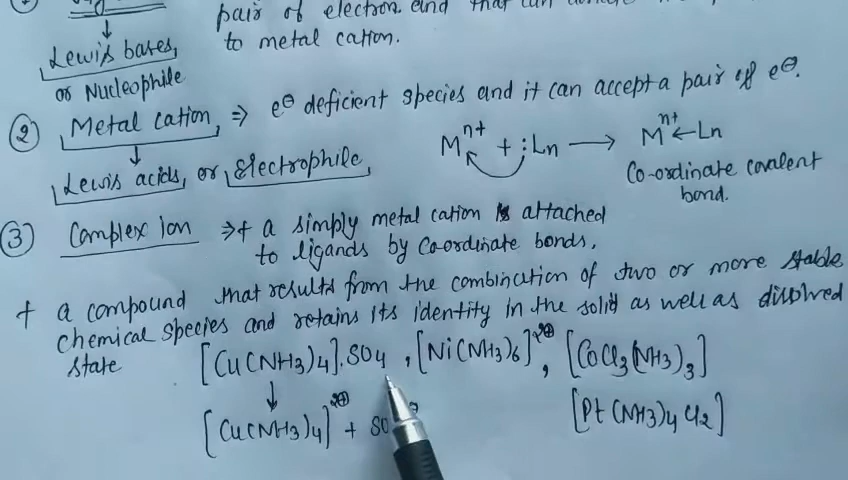 pair of electron and that can
Lewis bases, to metal cation.
or Nucleophile
② Metal cation, ⇒ e⊖ deficient species and it can accept a pair of e⊖.
Mⁿ⁺ + :Ln ⟶ Mⁿ⁺←Ln
Lewis acids, or Electrophile, Co-ordinate covalent bond.
③ Complex ion ⇒+ a simply metal cation is attached
to ligands by Coordinate bonds,
+ a compound that results from the combination of two or more stable
chemical species and retains its identity in the solid as well as disolved
state
[Cu(NH3)4].SO4 , [Ni(NH3)6]²⊕ , [CoCl3(NH3)3]
↓
[Cu(NH3)4]²⊕ + SO [Pt(NH3)4Cl2]